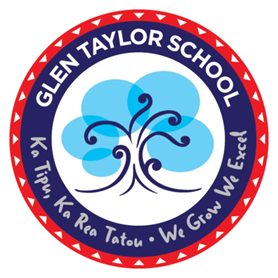 GLEN TAYLOR SCHOOL
Ka Tipu, Ka Rea Tatou • We Grow We Excel